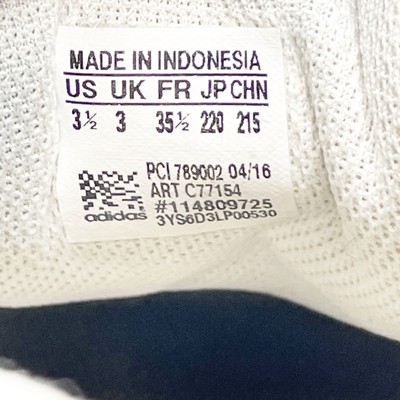 MADE IN INDONESIA
US UK FR JP CHN
3½ 3 35½ 220 215
PCI 789002 04/16
ART C77154
#114809725
adidas 3YS6D3LP00530